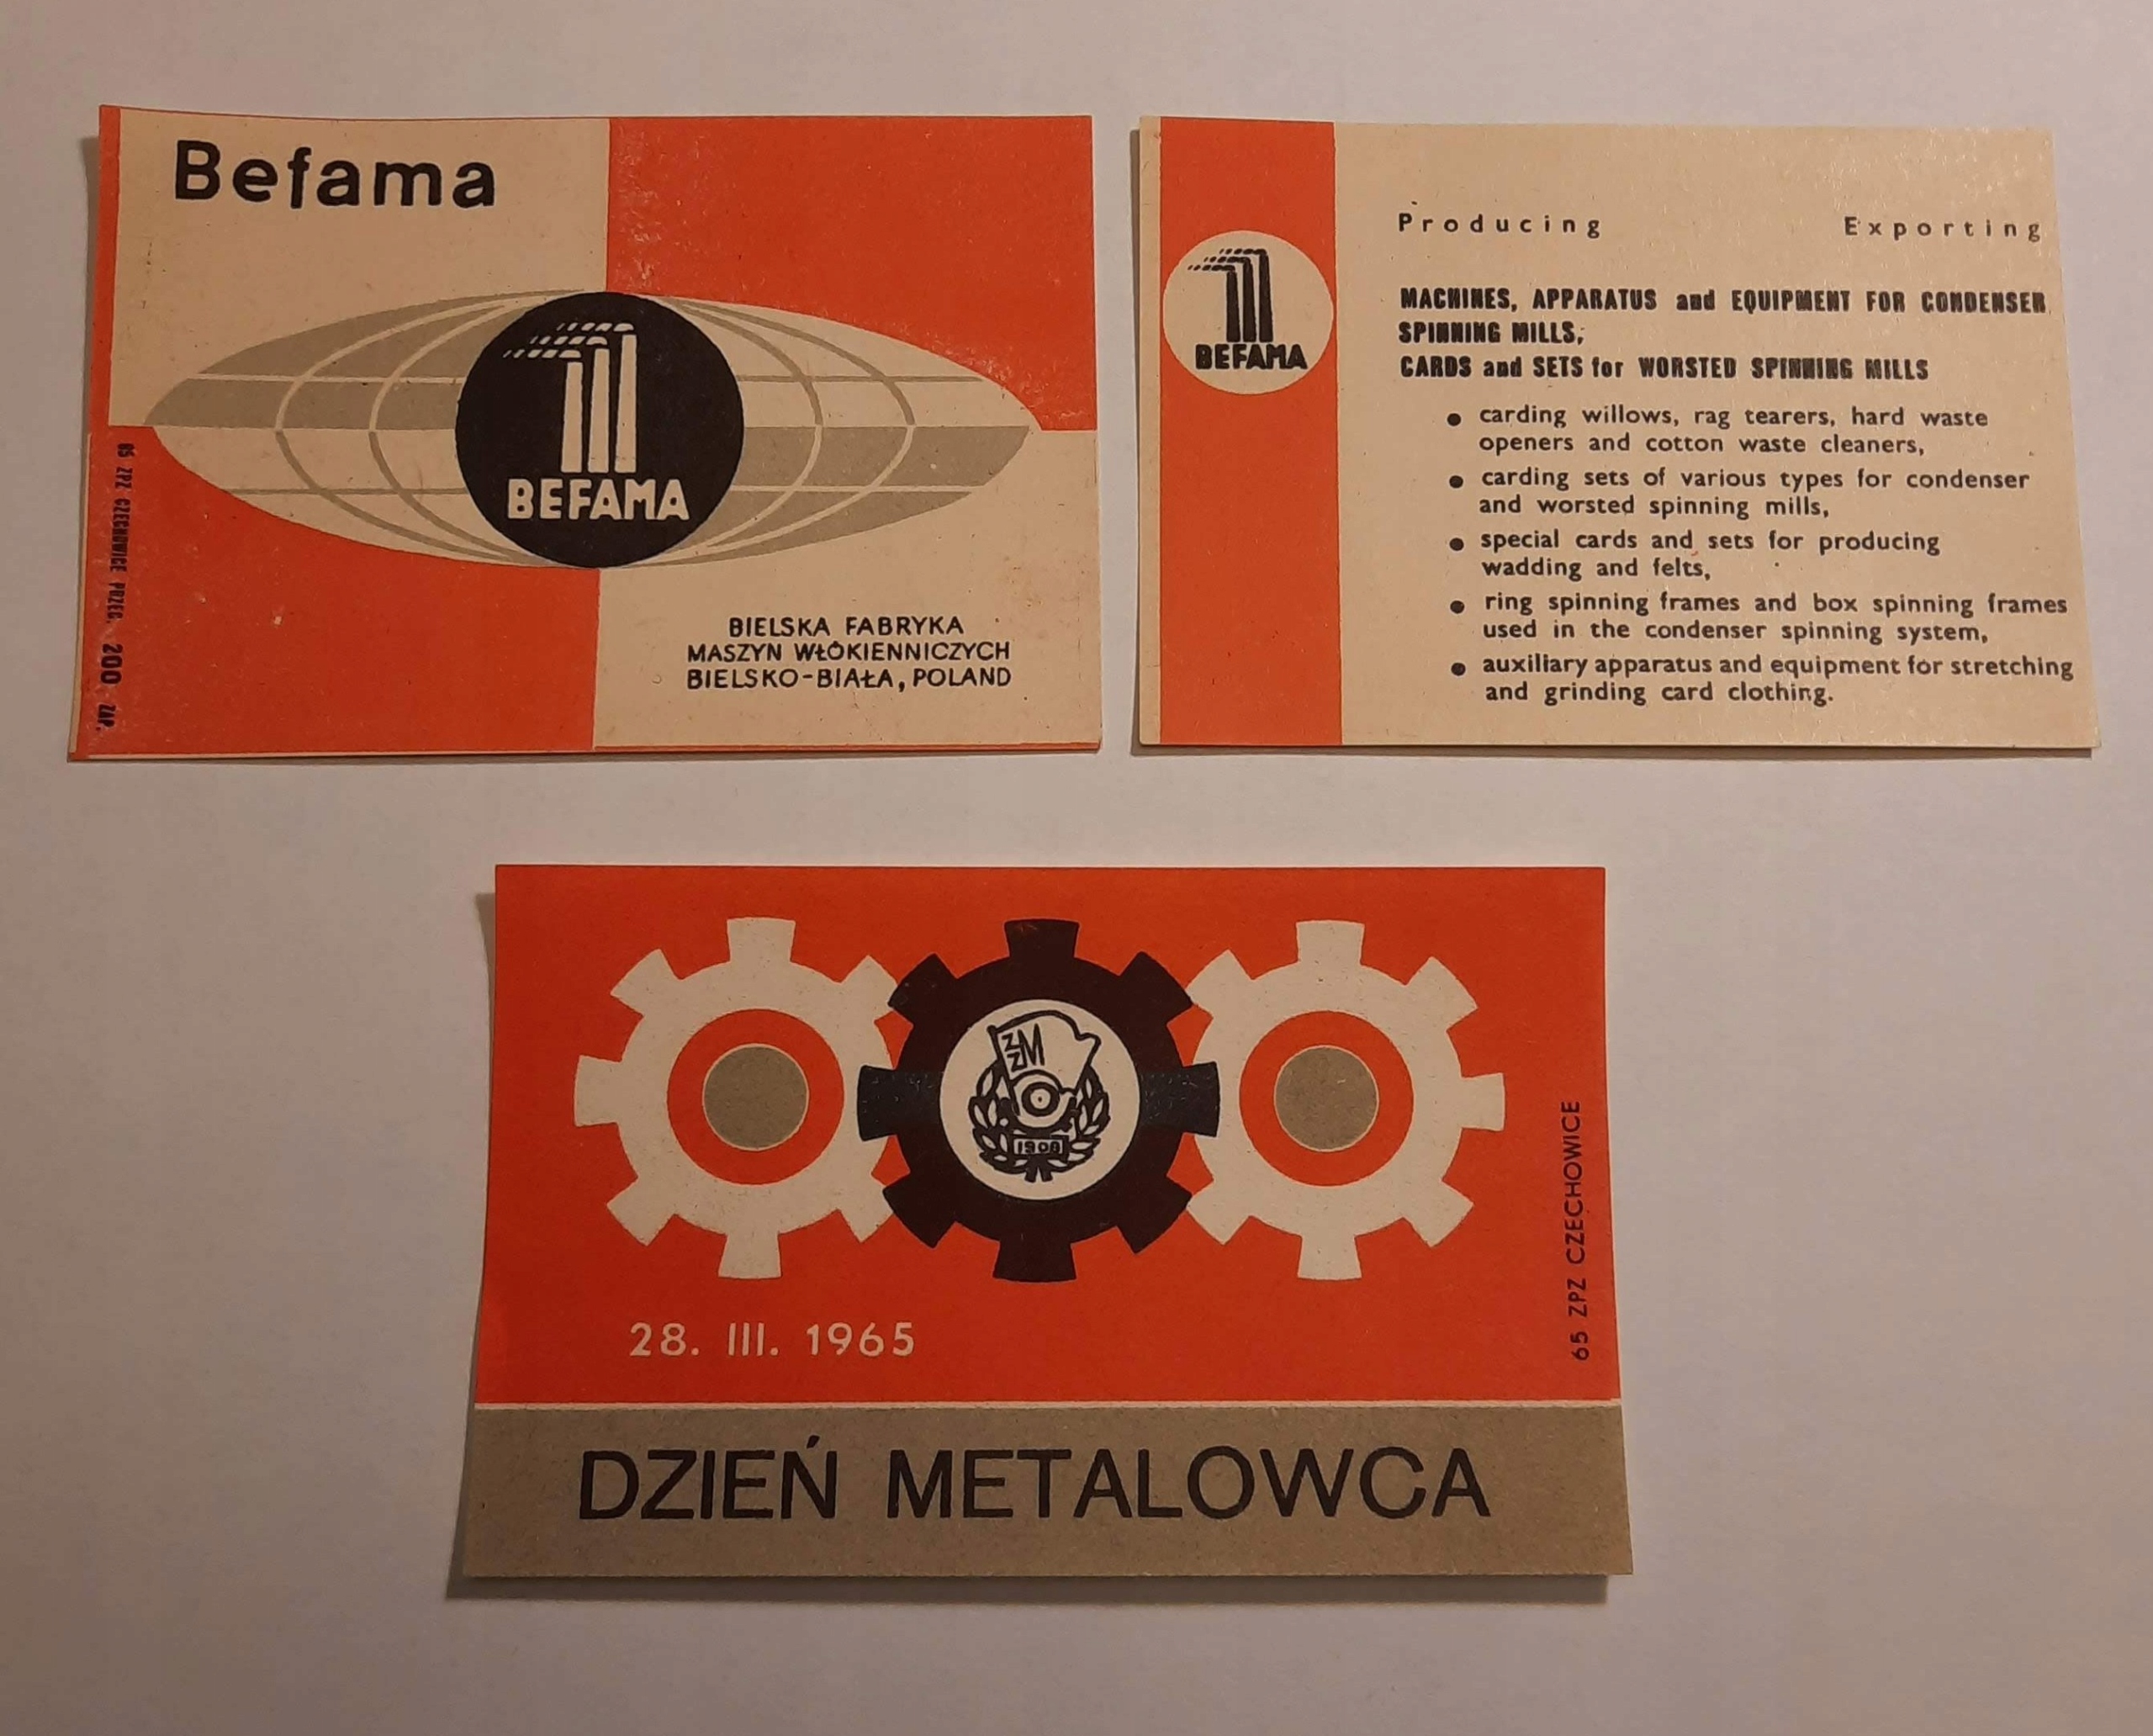 Befama
BEFAMA
BIELSKA FABRYKA
MASZYN WŁÓKIENNICZYCH
BIELSKO-BIAŁA, POLAND
65 ZPZ CZECHOWICE PRZEC. 200 ZAP.
BEFAMA
Producing Exporting
MACHINES, APPARATUS and EQUIPMENT FOR CONDENSER
SPINNING MILLS,
CARDS and SETS for WORSTED SPINNING MILLS
• carding willows, rag tearers, hard waste
openers and cotton waste cleaners,
• carding sets of various types for condenser
and worsted spinning mills,
• special cards and sets for producing
wadding and felts,
• ring spinning frames and box spinning frames
used in the condenser spinning system,
• auxiliary apparatus and equipment for stretching
and grinding card clothing.
ZZM
1908
28. III. 1965
65 ZPZ CZECHOWICE
DZIEŃ METALOWCA